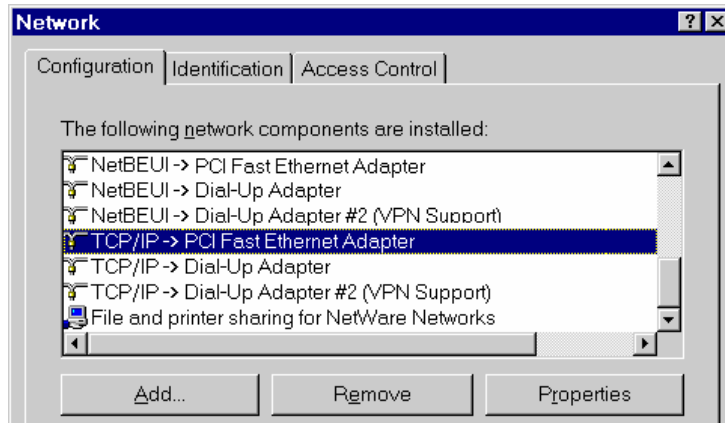 Network
Configuration Identification Access Control
The following network components are installed:
NetBEUI -> PCI Fast Ethernet Adapter
NetBEUI -> Dial-Up Adapter
NetBEUI -> Dial-Up Adapter #2 (VPN Support)
TCP/IP -> PCI Fast Ethernet Adapter
TCP/IP -> Dial-Up Adapter
TCP/IP -> Dial-Up Adapter #2 (VPN Support)
File and printer sharing for NetWare Networks
Add... Remove Properties